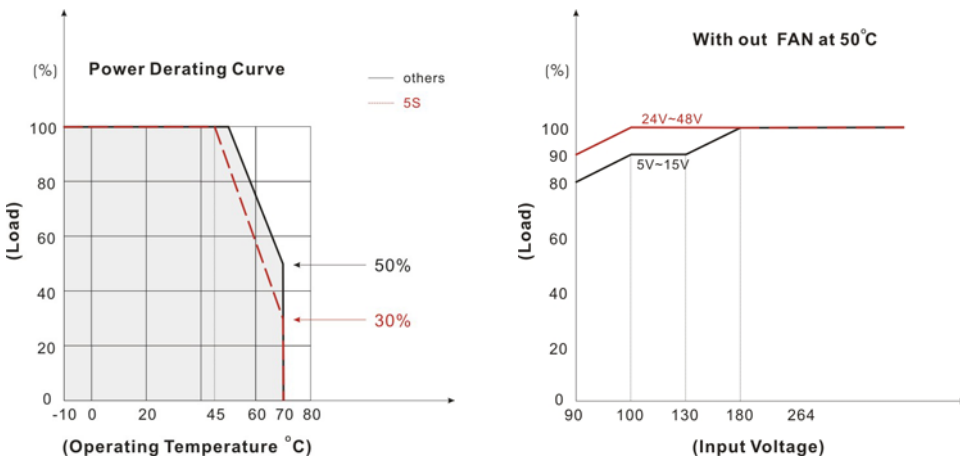 (%)
Power Derating Curve
others
5S
100
80
60
40
20
0
50%
30%
-10 0 20 45 60 70 80
(Load)
(Operating Temperature °C)
With out FAN at 50°C
(%)
24V~48V
5V~15V
100
90
80
60
40
20
0
90 100 130 180 264
(Load)
(Input Voltage)